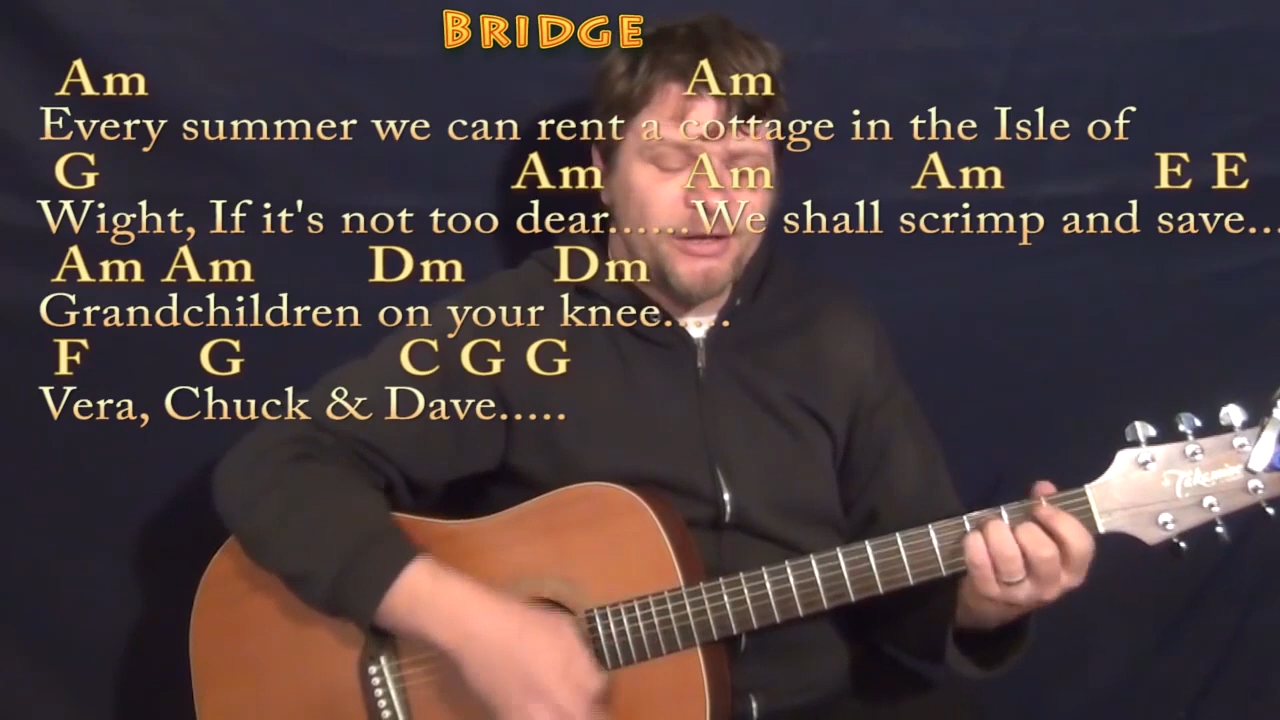 BRIDGE
Am Am
Every summer we can rent a cottage in the Isle of
G Am Am Am E E
Wight, If it's not too dear......We shall scrimp and save...
Am Am Dm Dm
Grandchildren on your knee.....
F G C G G
Vera, Chuck & Dave.....
Takamine